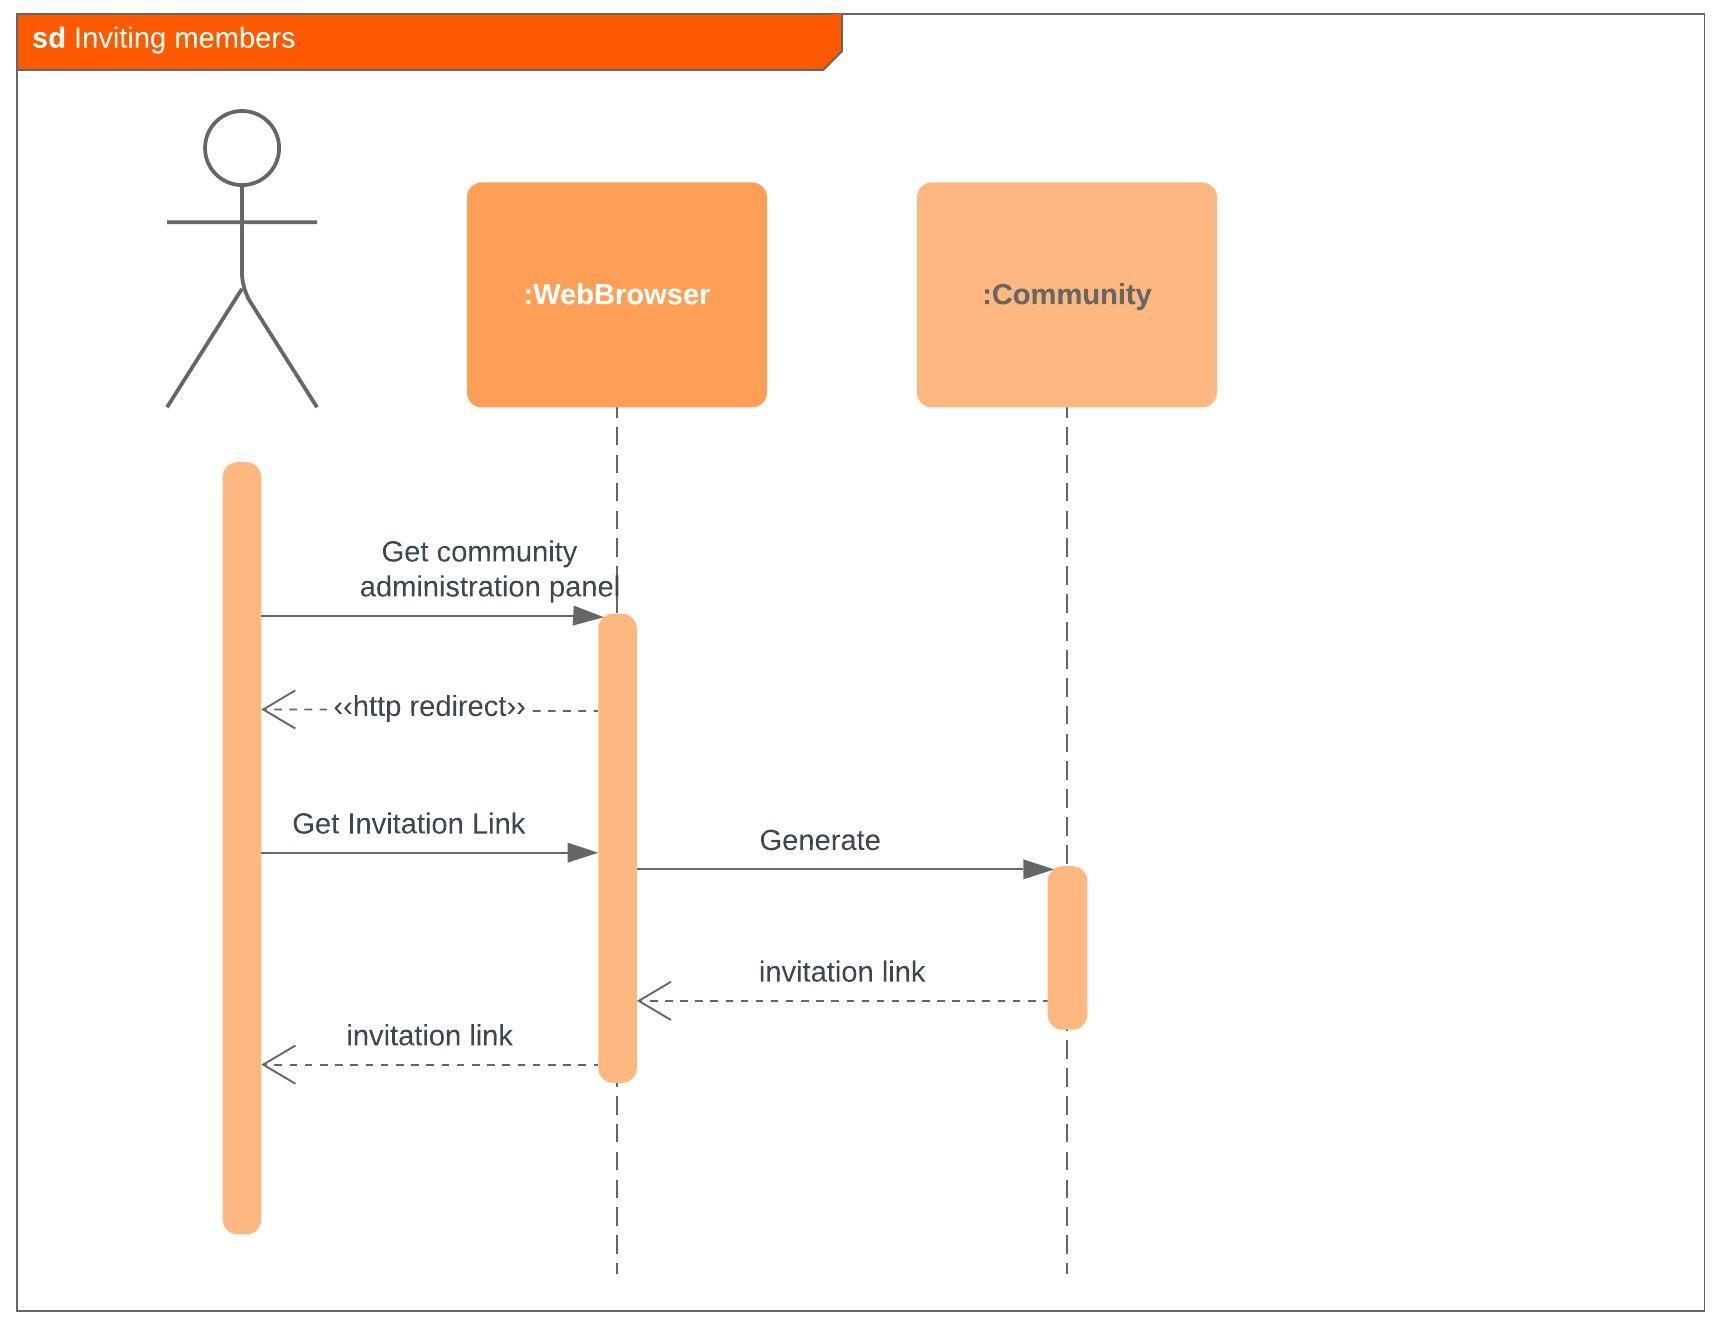 sd Inviting members
:WebBrowser
:Community
Get community
administration panel
‹‹http redirect››
Get Invitation Link
Generate
invitation link
invitation link